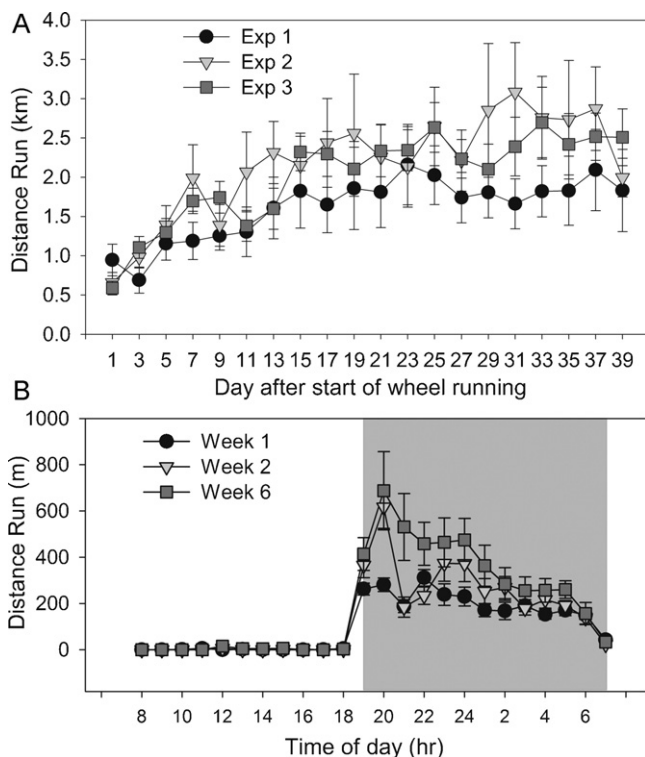 A
Exp 1
Exp 2
Exp 3
Distance Run (km)
4.0
3.5
3.0
2.5
2.0
1.5
1.0
0.5
0.0
1 3 5 7 9 11 13 15 17 19 21 23 25 27 29 31 33 35 37 39
Day after start of wheel running
B
Week 1
Week 2
Week 6
Distance Run (m)
1000
800
600
400
200
0
8 10 12 14 16 18 20 22 24 2 4 6
Time of day (hr)